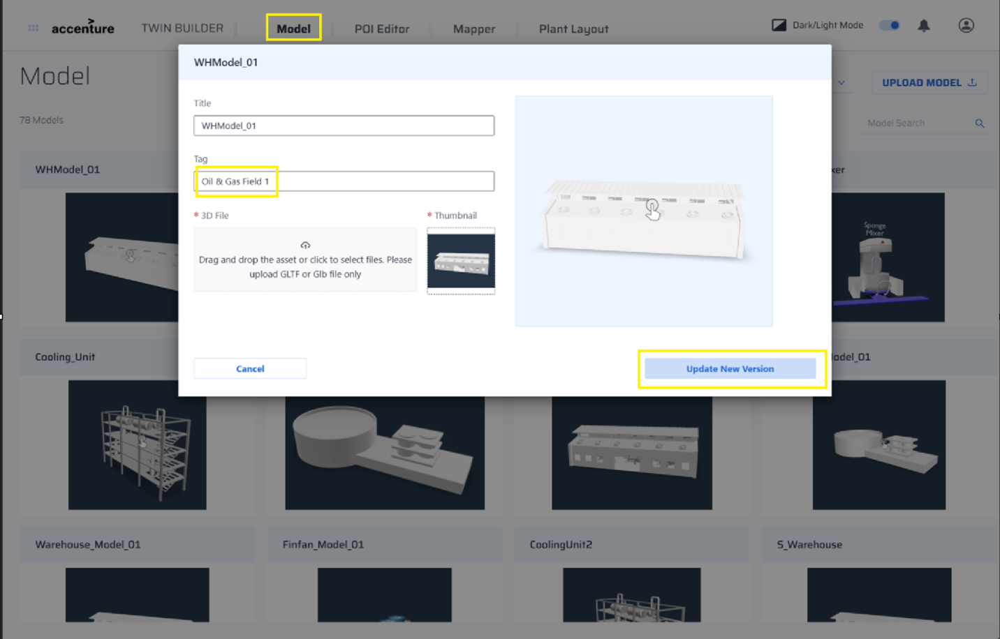 accenture
TWIN BUILDER
Model
POI Editor
Mapper
Plant Layout
Dark/Light Mode
Model
78 Models
UPLOAD MODEL
Model Search
WHModel_01
Title
WHModel_01
Tag
Oil & Gas Field 1
* 3D File
* Thumbnail
Drag and drop the asset or click to select files. Please
upload GLTF or Glb file only
Cancel
Update New Version
WHModel_01
xer
Sponge
Mixer
Cooling_Unit
odel_01
Warehouse_Model_01
Finfan_Model_01
CoolingUnit2
S_Warehouse